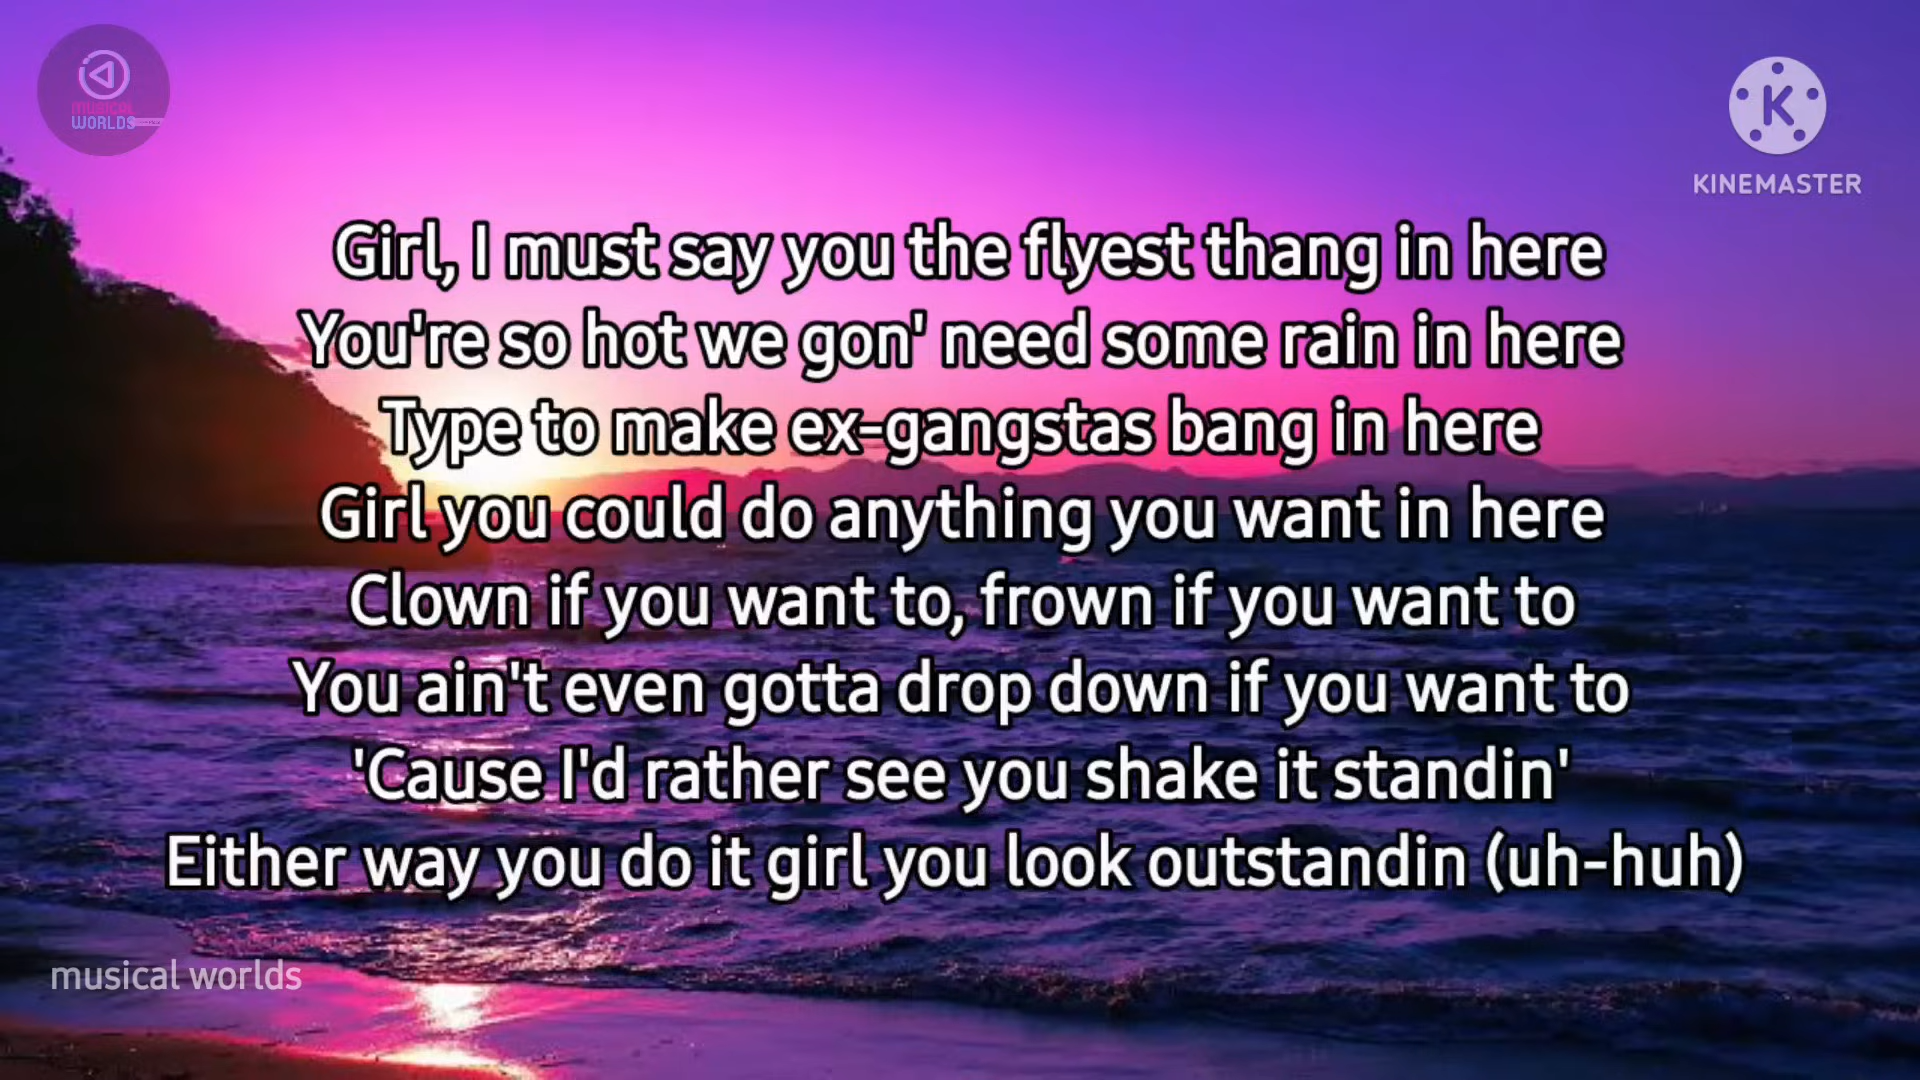 musical
WORLDS
KINEMASTER
Girl, I must say you the flyest thang in here
You're so hot we gon' need some rain in here
Type to make ex-gangstas bang in here
Girl you could do anything you want in here
Clown if you want to, frown if you want to
You ain't even gotta drop down if you want to
'Cause I'd rather see you shake it standin'
Either way you do it girl you look outstandin (uh-huh)
musical worlds